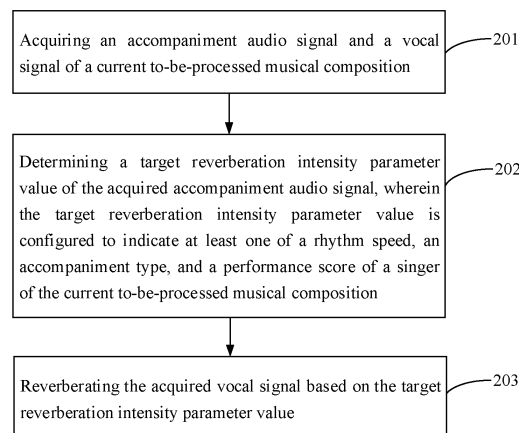 Acquiring an accompaniment audio signal and a vocal
signal of a current to-be-processed musical composition
201
Determining a target reverberation intensity parameter
value of the acquired accompaniment audio signal, wherein
the target reverberation intensity parameter value is
configured to indicate at least one of a rhythm speed, an
accompaniment type, and a performance score of a singer
of the current to-be-processed musical composition
202
Reverberating the acquired vocal signal based on the target
reverberation intensity parameter value
203